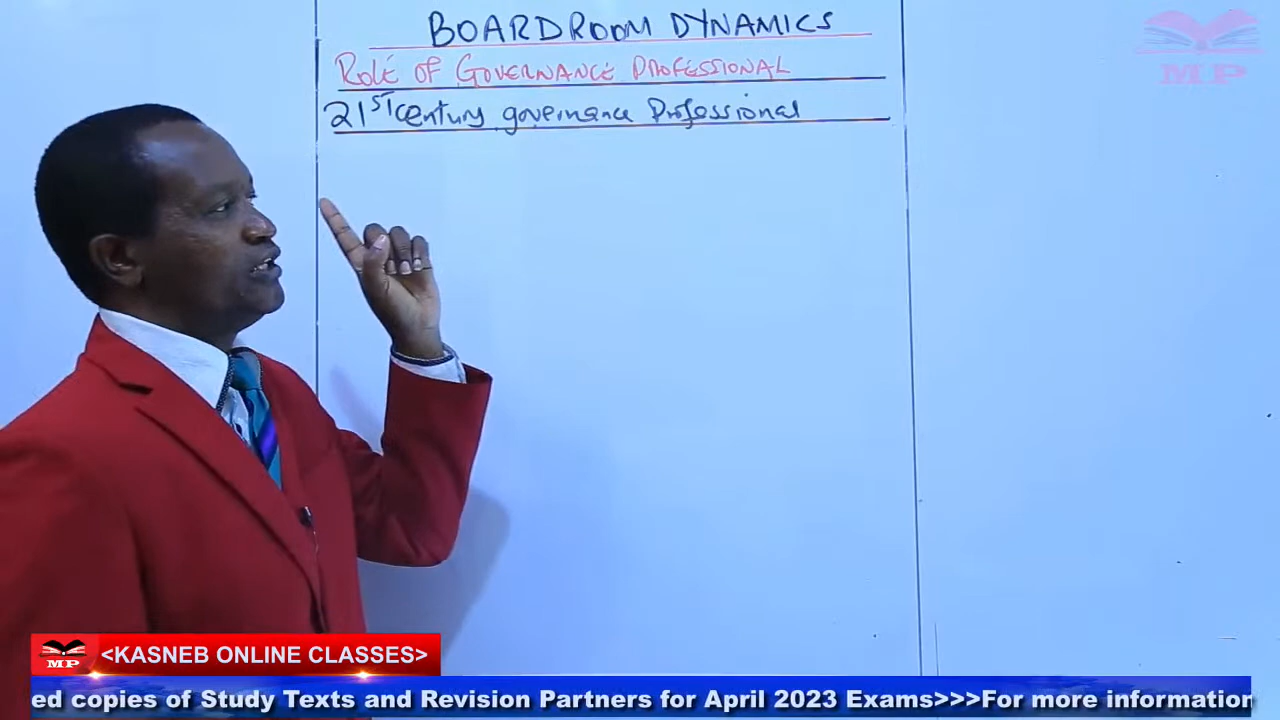 BOARDROOM DYNAMICS
ROLE OF GOVERNANCE PROFESSIONAL
21ST century governance Professional
MP
MP
<KASNEB ONLINE CLASSES>
ed copies of Study Texts and Revision Partners for April 2023 Exams>>>For more information